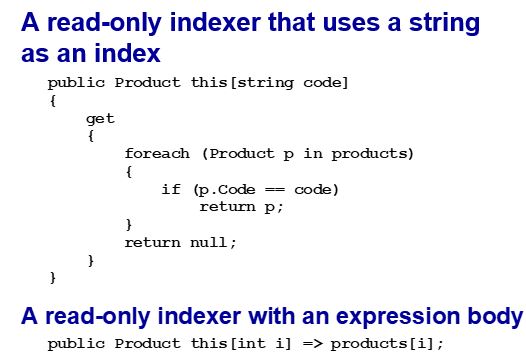 A read-only indexer that uses a string
as an index
public Product this[string code]
{
    get
    {
        foreach (Product p in products)
        {
            if (p.Code == code)
                return p;
        }
        return null;
    }
}
A read-only indexer with an expression body
public Product this[int i] => products[i];